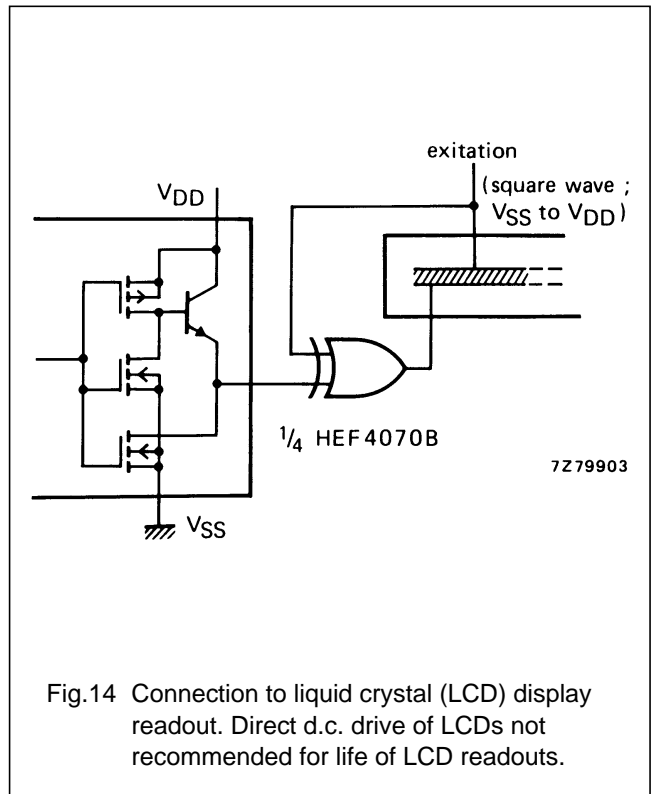 exitation
(square wave ;
VSS to VDD)
VDD
1/4 HEF4070B
7Z79903
VSS
Fig.14 Connection to liquid crystal (LCD) display
readout. Direct d.c. drive of LCDs not
recommended for life of LCD readouts.